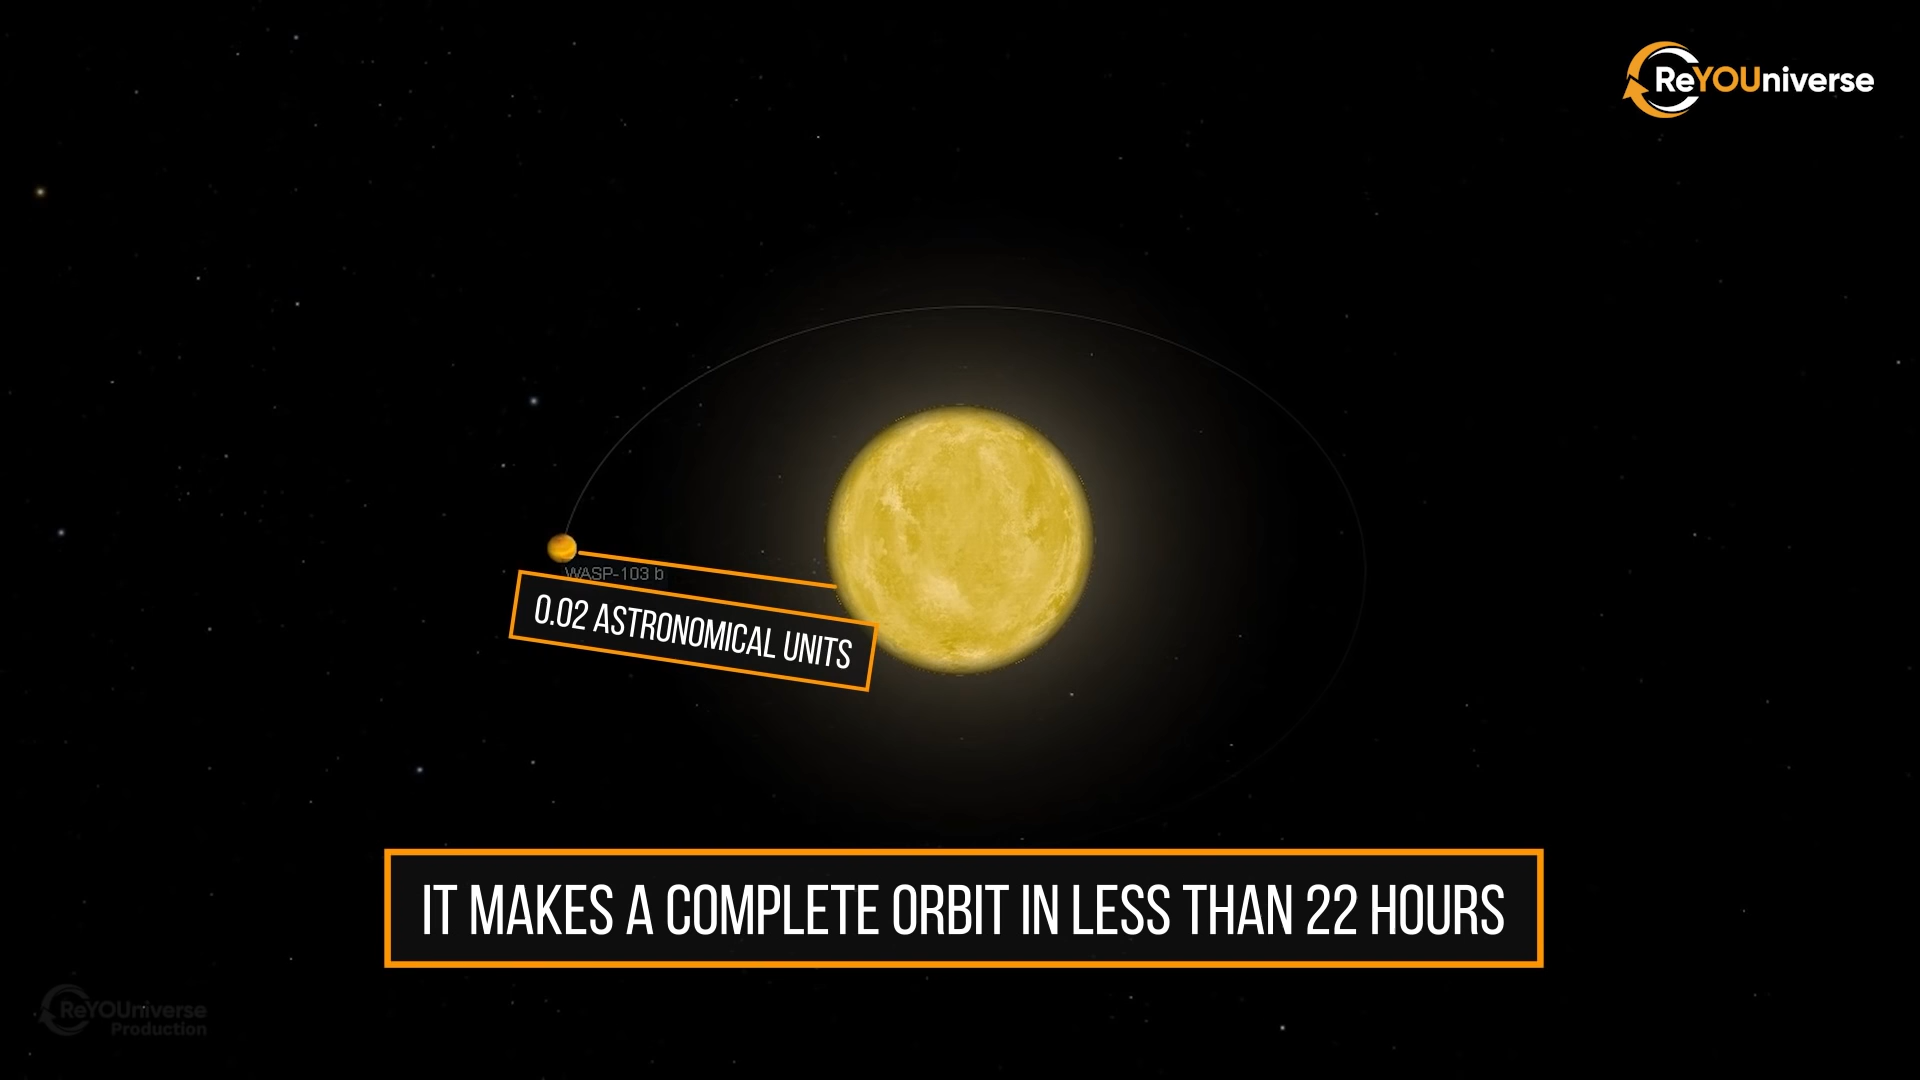 ReYOUniverse
WASP-103 b
0.02 ASTRONOMICAL UNITS
IT MAKES A COMPLETE ORBIT IN LESS THAN 22 HOURS
ReYOUniverse
Production